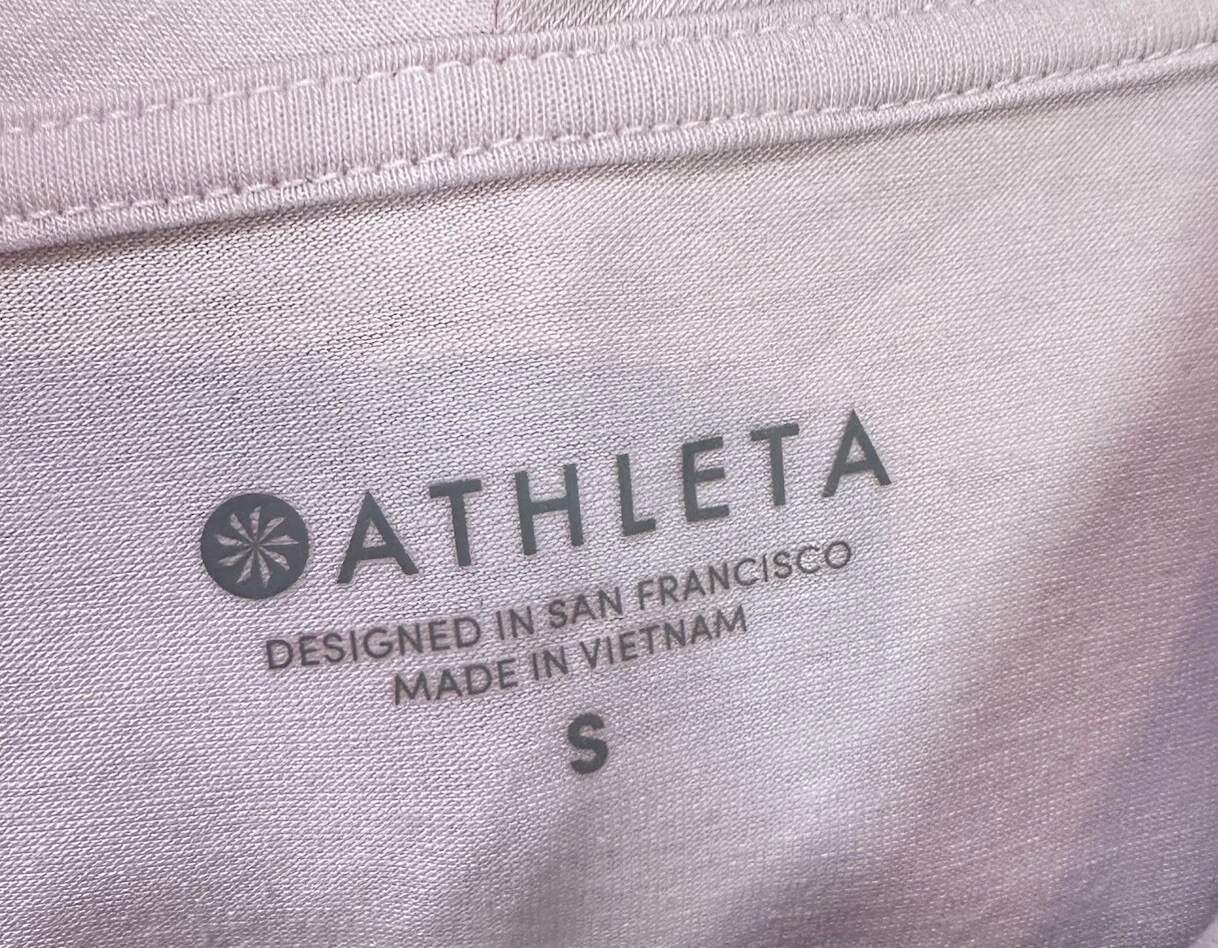 ATHLETA
DESIGNED IN SAN FRANCISCO
MADE IN VIETNAM
S